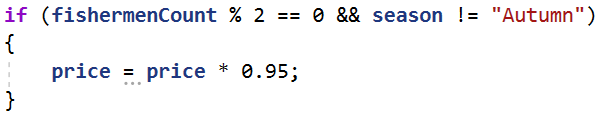 if (fishermenCount % 2 == 0 && season != "Autumn")
{
    price = price * 0.95;
}